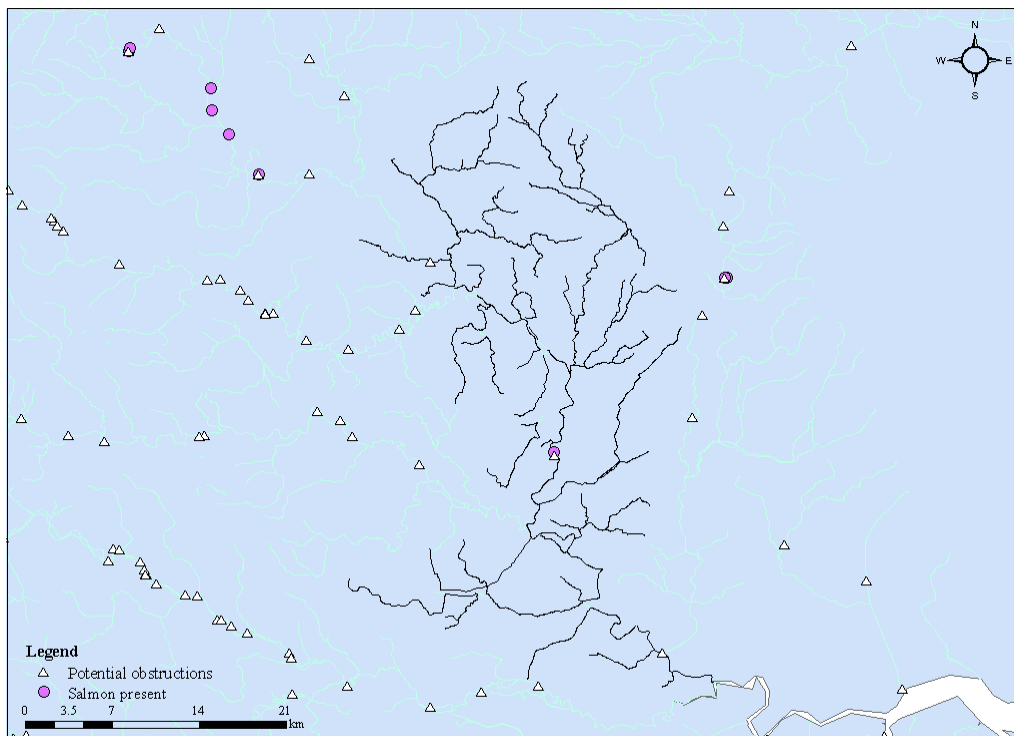 N
W E
S
Legend
Potential obstructions
Salmon present
0 3.5 7 14 21
km